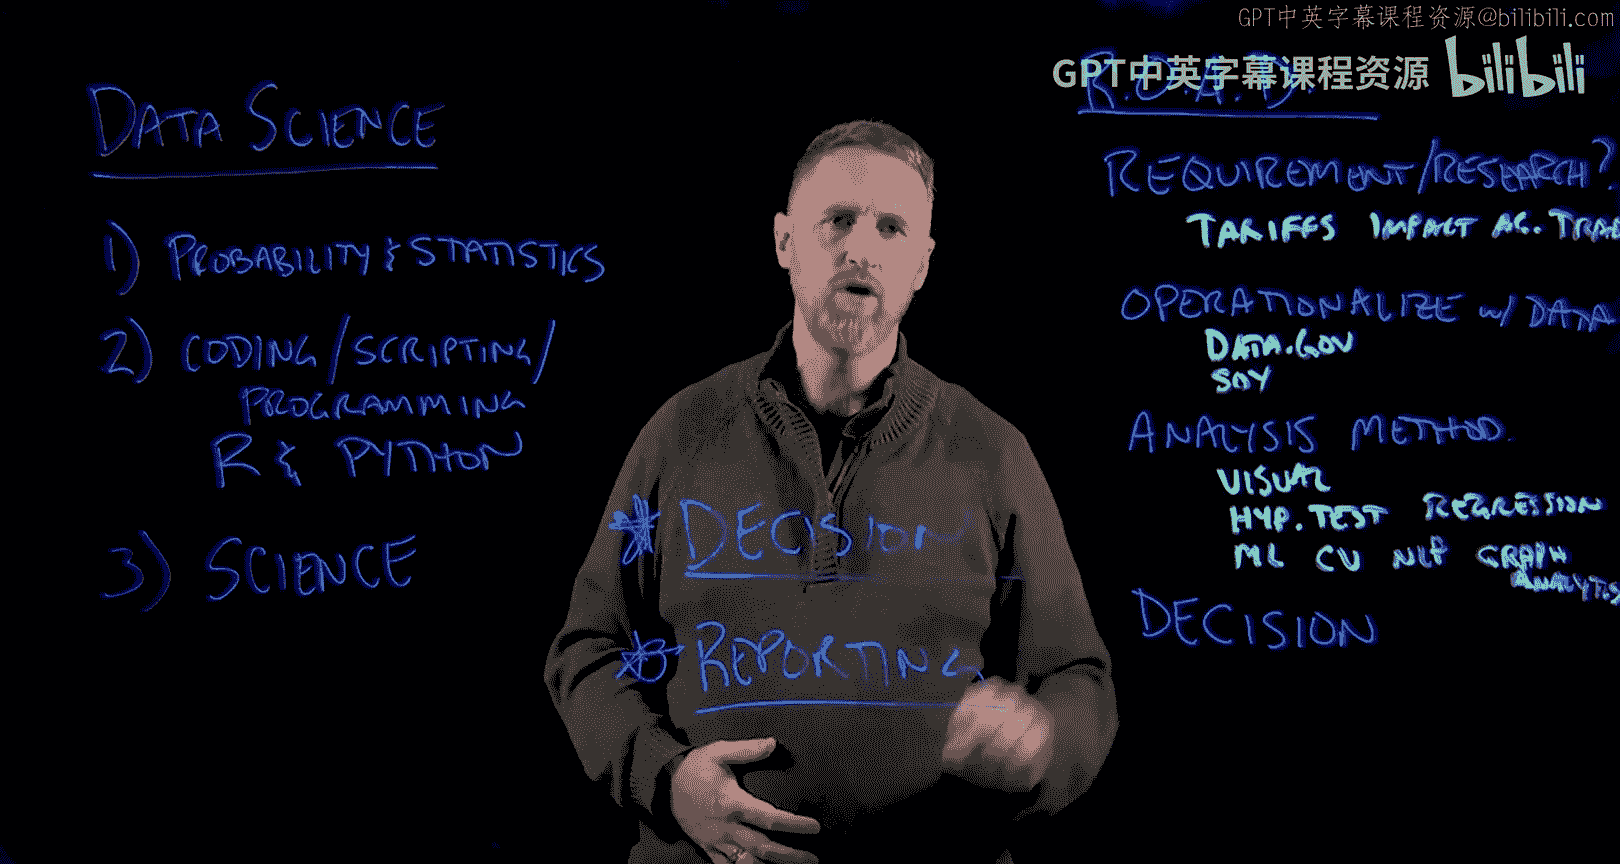 GPT中英字幕课程资源@bilibili.com
GPT中英字幕课程资源 bilibili
DATA SCIENCE
1) PROBABILITY & STATISTICS
2) CODING/SCRIPTING/
PROGRAMMING
R & PYTHON
3) SCIENCE
* DECISION
* REPORTING
R.O.A.D.
REQUIREMENT/RESEARCH?
TARIFFS IMPACT AG. TRAD
OPERATIONALIZE w/ DATA
DATA.GOV
SOY
ANALYSIS METHOD.
VISUAL
HYP. TEST REGRESSION
ML CV NLP GRAPH
ANALYTICS
DECISION